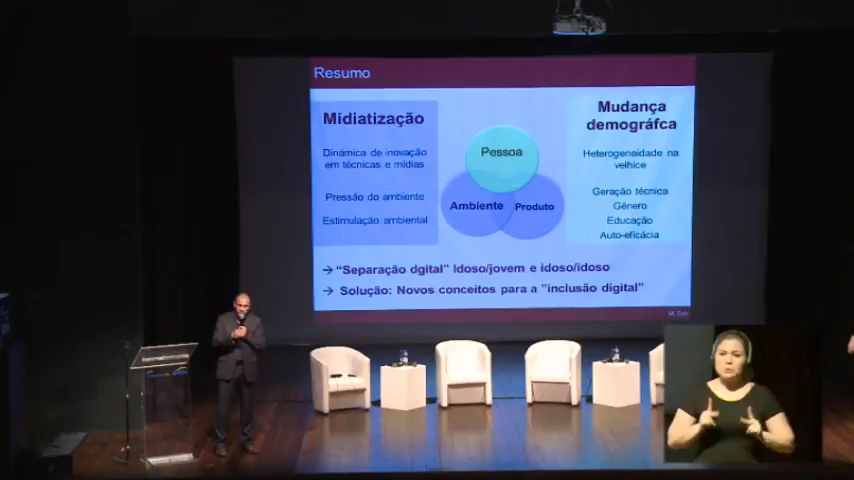 Resumo
Midiatização
Dinámica de inovação
em técnicas e mídias
Pressão do ambiente
Estimulação ambiental
Pessoa
Ambiente
Produto
Mudança
demográfca
Heterogeneidade na
velhice
Geração técnica
Gênero
Educação
Auto-eficácia
→ "Separação dgital" Idoso/jovem e idoso/idoso
→ Solução: Novos conceitos para a "inclusão digital"